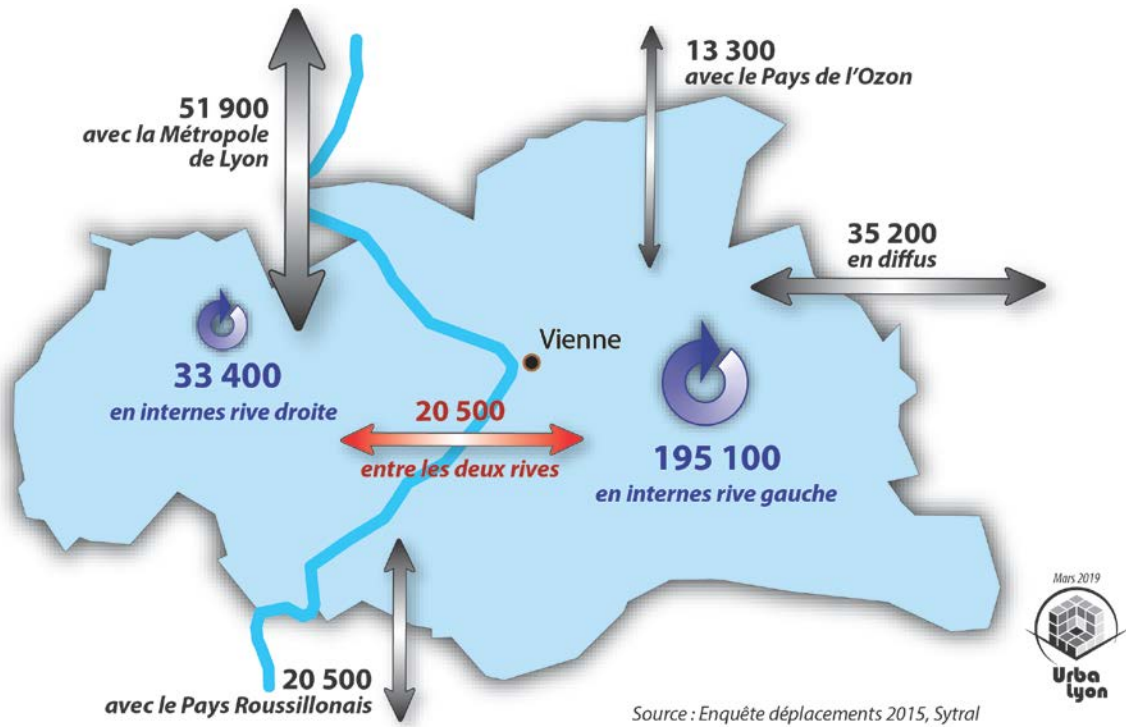 13 300
avec le Pays de l'Ozon
51 900
avec la Métropole
de Lyon
35 200
en diffus
Vienne
33 400
en internes rive droite
20 500
entre les deux rives
195 100
en internes rive gauche
20 500
avec le Pays Roussillonais
Mars 2019
Urba
Lyon
Source : Enquête déplacements 2015, Sytral